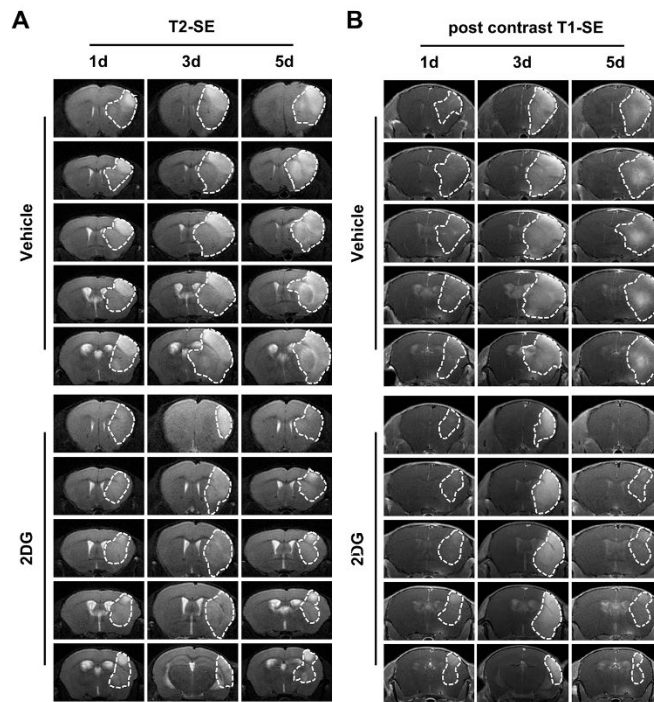 A
T2-SE
1d 3d 5d
Vehicle
2DG
B
post contrast T1-SE
1d 3d 5d
Vehicle
2DG